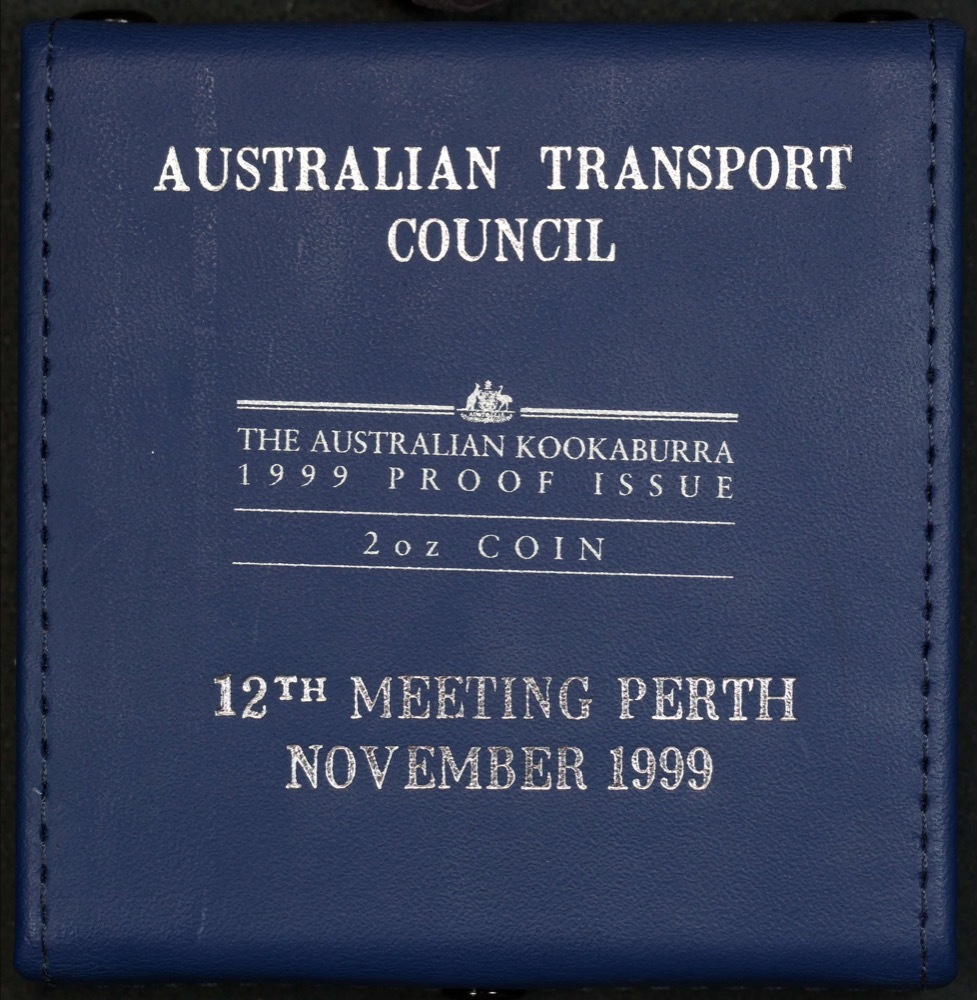 AUSTRALIAN TRANSPORT
COUNCIL
THE AUSTRALIAN KOOKABURRA
1999 PROOF ISSUE
2oz COIN
12TH MEETING PERTH
NOVEMBER 1999